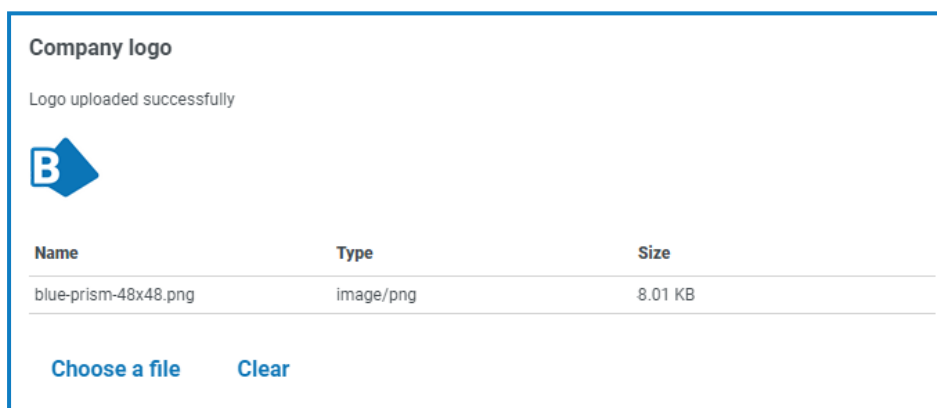 Company logo
Logo uploaded successfully
B
Name Type Size
blue-prism-48x48.png image/png 8.01 KB
Choose a file Clear